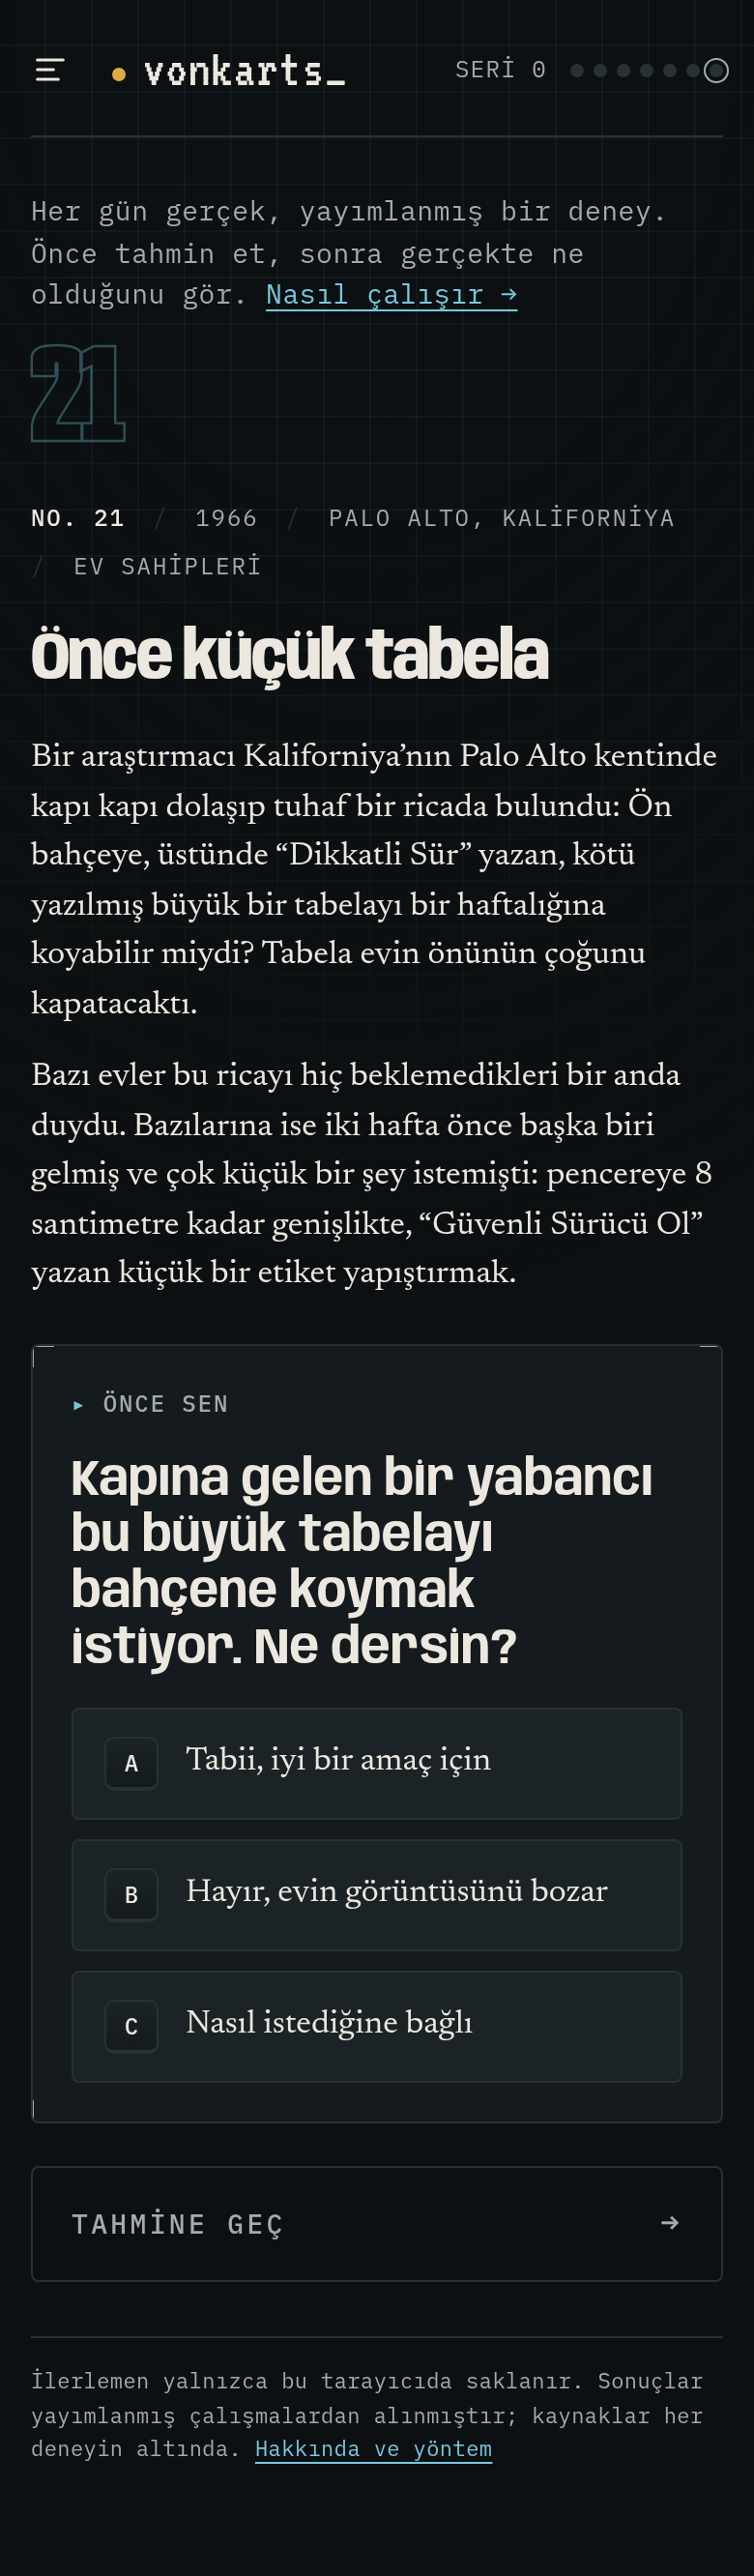 vonkarts_ SERİ 0
Her gün gerçek, yayımlanmış bir deney.
Önce tahmin et, sonra gerçekte ne
olduğunu gör. Nasıl çalışır →
21
NO. 21 / 1966 / PALO ALTO, KALİFORNİYA
/ EV SAHİPLERİ
Önce küçük tabela
Bir araştırmacı Kaliforniya’nın Palo Alto kentinde
kapı kapı dolaşıp tuhaf bir ricada bulundu: Ön
bahçeye, üstünde “Dikkatli Sür” yazan, kötü
yazılmış büyük bir tabelayı bir haftalığına
koyabilir miydi? Tabela evin önünün çoğunu
kapatacaktı.
Bazı evler bu ricayı hiç beklemedikleri bir anda
duydu. Bazılarına ise iki hafta önce başka biri
gelmiş ve çok küçük bir şey istemişti: pencereye 8
santimetre kadar genişlikte, “Güvenli Sürücü Ol”
yazan küçük bir etiket yapıştırmak.
▸ ÖNCE SEN
Kapına gelen bir yabancı
bu büyük tabelayı
bahçene koymak
istiyor. Ne dersin?
A Tabii, iyi bir amaç için
B Hayır, evin görüntüsünü bozar
C Nasıl istediğine bağlı
TAHMİNE GEÇ →
İlerlemen yalnızca bu tarayıcıda saklanır. Sonuçlar
yayımlanmış çalışmalardan alınmıştır; kaynaklar her
deneyin altında. Hakkında ve yöntem